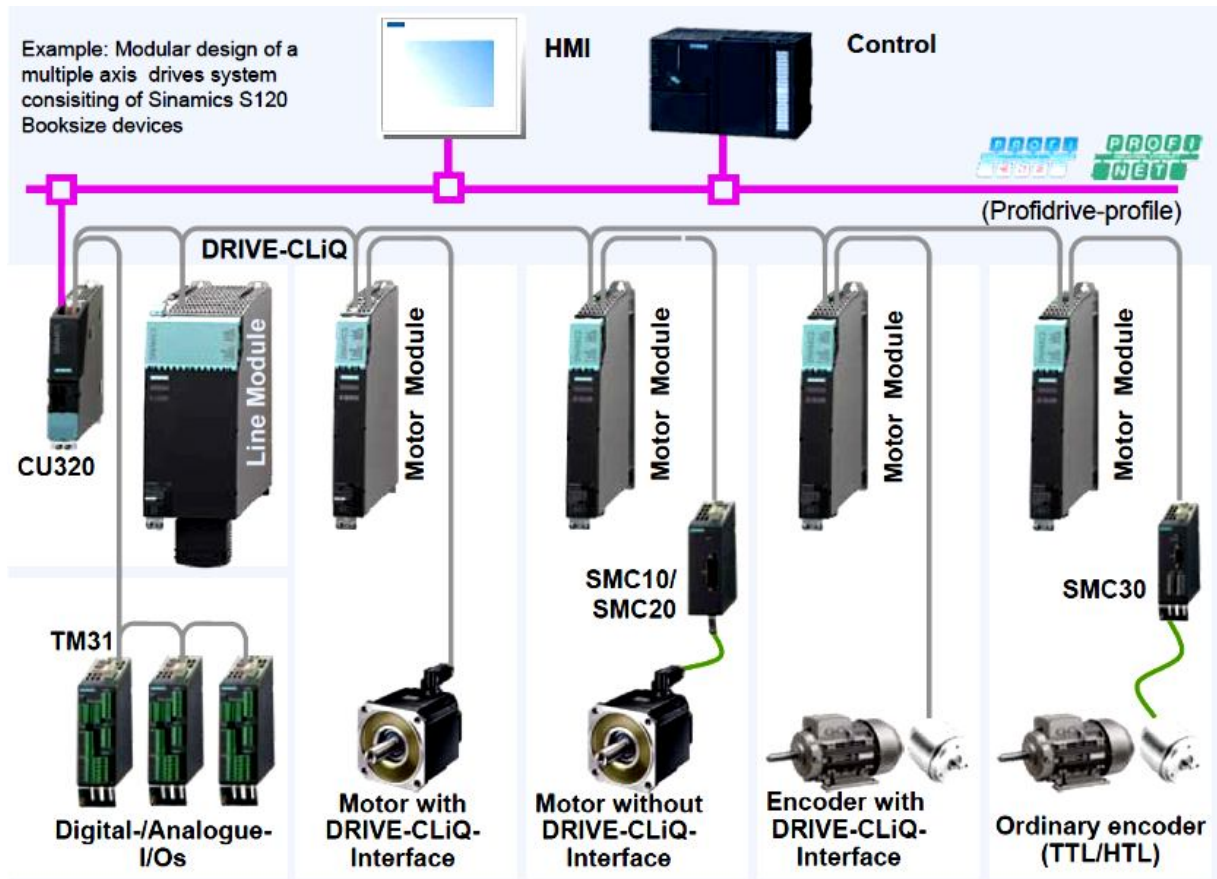 Example: Modular design of a
multiple axis drives system
consisiting of Sinamics S120
Booksize devices
HMI
Control
PROFI
PROFI
NET
(Profidrive-profile)
DRIVE-CLiQ
CU320
Line Module
Motor Module
Motor Module
Motor Module
Motor Module
SMC10/
SMC20
SMC30
TM31
Digital-/Analogue-
I/Os
Motor with
DRIVE-CLiQ-
Interface
Motor without
DRIVE-CLiQ-
Interface
Encoder with
DRIVE-CLiQ-
Interface
Ordinary encoder
(TTL/HTL)